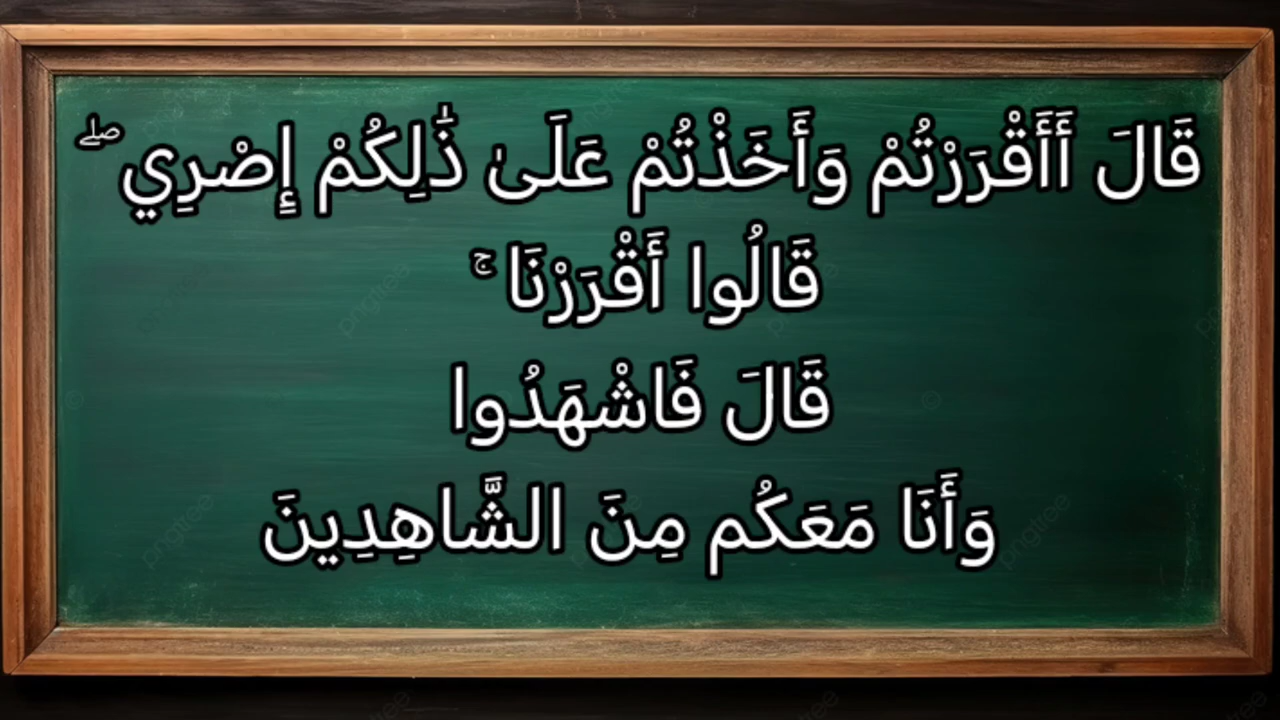 قَالَ أَأَقْرَرْتُمْ وَأَخَذْتُمْ عَلَىٰ ذَٰلِكُمْ إِصْرِي ۖ
قَالُوا أَقْرَرْنَا ۚ
قَالَ فَاشْهَدُوا
وَأَنَا مَعَكُم مِنَ الشَّاهِدِينَ